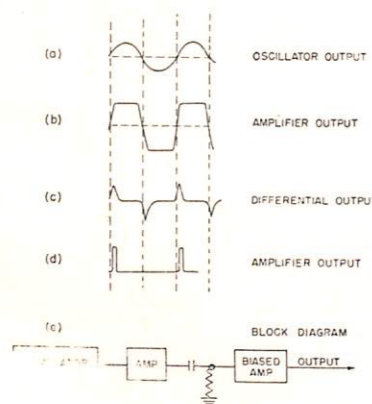 (a) OSCILLATOR OUTPUT
(b) AMPLIFIER OUTPUT
(c) DIFFERENTIAL OUTPU
(d) AMPLIFIER OUTPUT
(e) BLOCK DIAGRAM
AMP
BIASED AMP
OUTPUT